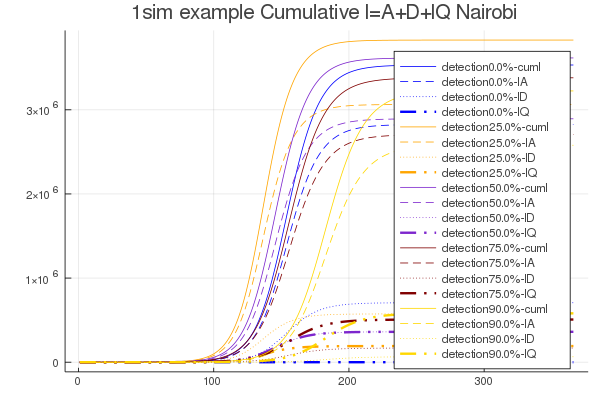 1sim example Cumulative I=A+D+IQ Nairobi
3×10⁶
2×10⁶
1×10⁶
0
0 100 200 300
detection0.0%-cuml
detection0.0%-IA
detection0.0%-ID
detection0.0%-IQ
detection25.0%-cuml
detection25.0%-IA
detection25.0%-ID
detection25.0%-IQ
detection50.0%-cuml
detection50.0%-IA
detection50.0%-ID
detection50.0%-IQ
detection75.0%-cuml
detection75.0%-IA
detection75.0%-ID
detection75.0%-IQ
detection90.0%-cuml
detection90.0%-IA
detection90.0%-ID
detection90.0%-IQ